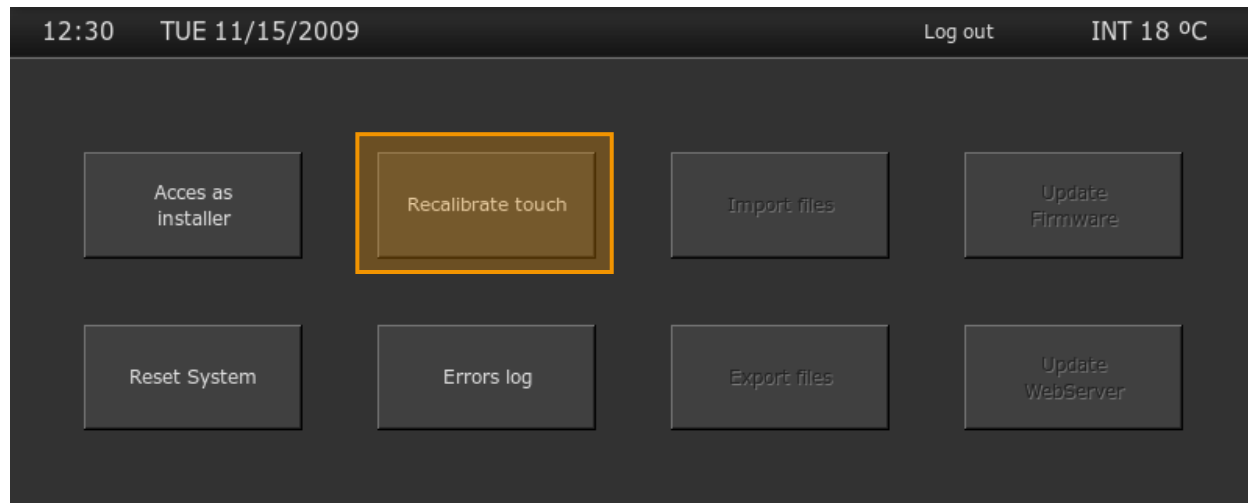 12:30 TUE 11/15/2009 Log out INT 18 ºC
Acces as
installer
Recalibrate touch
Import files
Update
Firmware
Reset System
Errors log
Export files
Update
WebServer